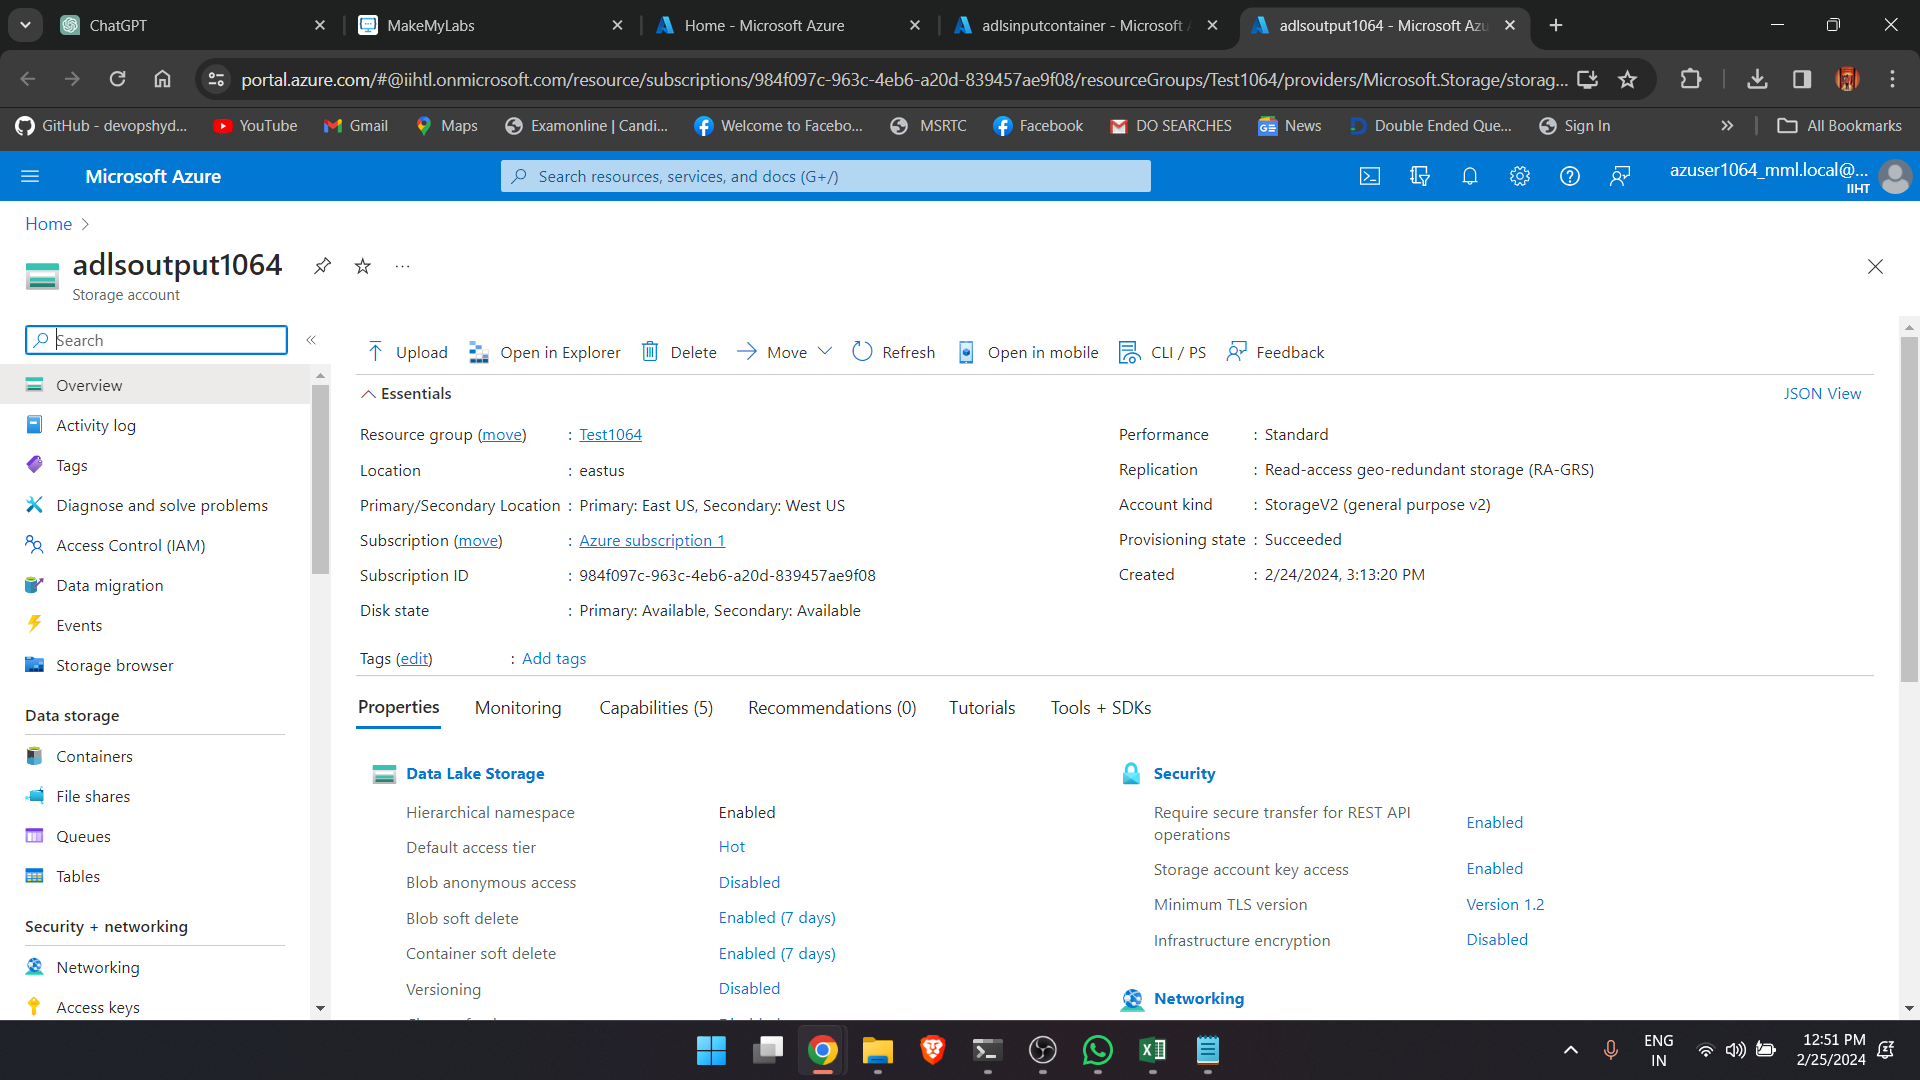 ChatGPT
MakeMyLabs
Home - Microsoft Azure
adlsinputcontainer - Microsoft A
adlsoutput1064 - Microsoft Azu
portal.azure.com/#@iihtl.onmicrosoft.com/resource/subscriptions/984f097c-963c-4eb6-a20d-839457ae9f08/resourceGroups/Test1064/providers/Microsoft.Storage/storag...
GitHub - devopshyd...
YouTube
Gmail
Maps
Examonline | Candi...
Welcome to Facebo...
MSRTC
Facebook
DO SEARCHES
News
Double Ended Que...
Sign In
All Bookmarks
Microsoft Azure
Search resources, services, and docs (G+/)
azuser1064_mml.local@...
IIHT
Home
adlsoutput1064
Storage account
Search
Overview
Activity log
Tags
Diagnose and solve problems
Access Control (IAM)
Data migration
Events
Storage browser
Data storage
Containers
File shares
Queues
Tables
Security + networking
Networking
Access keys
Upload
Open in Explorer
Delete
Move
Refresh
Open in mobile
CLI / PS
Feedback
Essentials
JSON View
Resource group (move) : Test1064
Location : eastus
Primary/Secondary Location : Primary: East US, Secondary: West US
Subscription (move) : Azure subscription 1
Subscription ID : 984f097c-963c-4eb6-a20d-839457ae9f08
Disk state : Primary: Available, Secondary: Available
Performance : Standard
Replication : Read-access geo-redundant storage (RA-GRS)
Account kind : StorageV2 (general purpose v2)
Provisioning state : Succeeded
Created : 2/24/2024, 3:13:20 PM
Tags (edit) : Add tags
Properties
Monitoring
Capabilities (5)
Recommendations (0)
Tutorials
Tools + SDKs
Data Lake Storage
Hierarchical namespace Enabled
Default access tier Hot
Blob anonymous access Disabled
Blob soft delete Enabled (7 days)
Container soft delete Enabled (7 days)
Versioning Disabled
Security
Require secure transfer for REST API
operations Enabled
Storage account key access Enabled
Minimum TLS version Version 1.2
Infrastructure encryption Disabled
Networking
ENG
IN
12:51 PM
2/25/2024